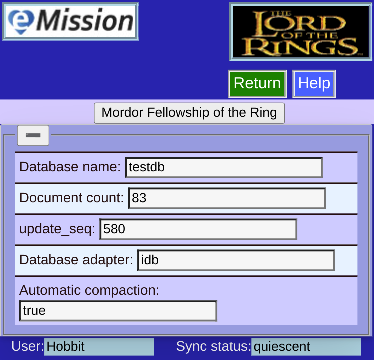 eMission
THE
LORD
OF THE
RINGS
Return Help
Mordor Fellowship of the Ring
Database name: testdb
Document count: 83
update_seq: 580
Database adapter: idb
Automatic compaction:
true
User: Hobbit Sync status: quiescent